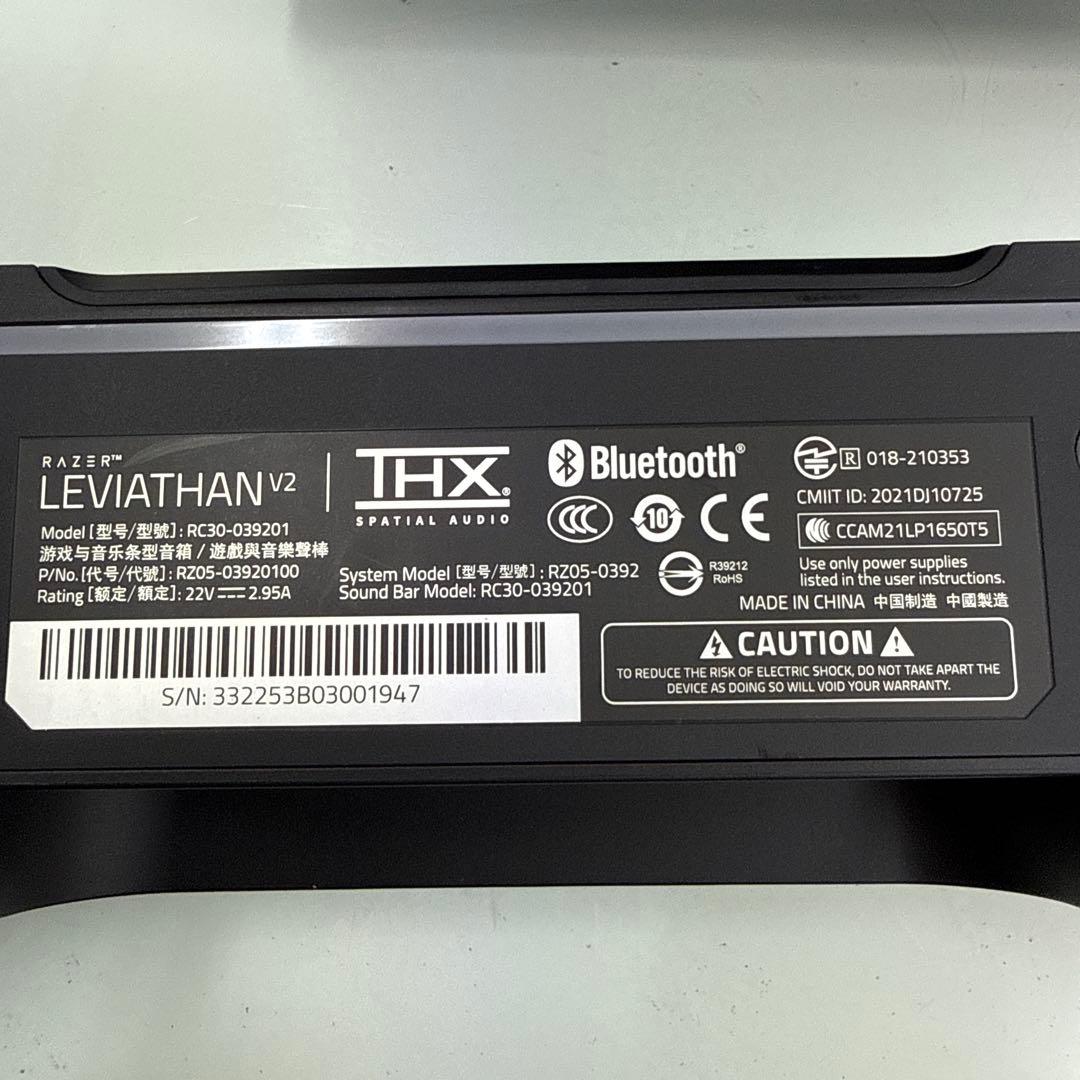 RAZER™
LEVIATHAN V2
Model [型号/型號] : RC30-039201
游戏与音乐条型音箱 / 遊戲與音樂聲棒
P/No. [代号/代號] : RZ05-03920100
Rating [额定/額定] : 22V 2.95A
THX®
SPATIAL AUDIO
System Model [型号/型號] : RZ05-0392
Sound Bar Model: RC30-039201
Bluetooth®
CCC 10 CE
R39212
RoHS
R 018-210353
CMIIT ID: 2021DJ10725
CCAM21LP1650T5
Use only power supplies
listed in the user instructions.
MADE IN CHINA 中国制造 中國製造
S/N: 332253B03001947
CAUTION
TO REDUCE THE RISK OF ELECTRIC SHOCK, DO NOT TAKE APART THE
DEVICE AS DOING SO WILL VOID YOUR WARRANTY.